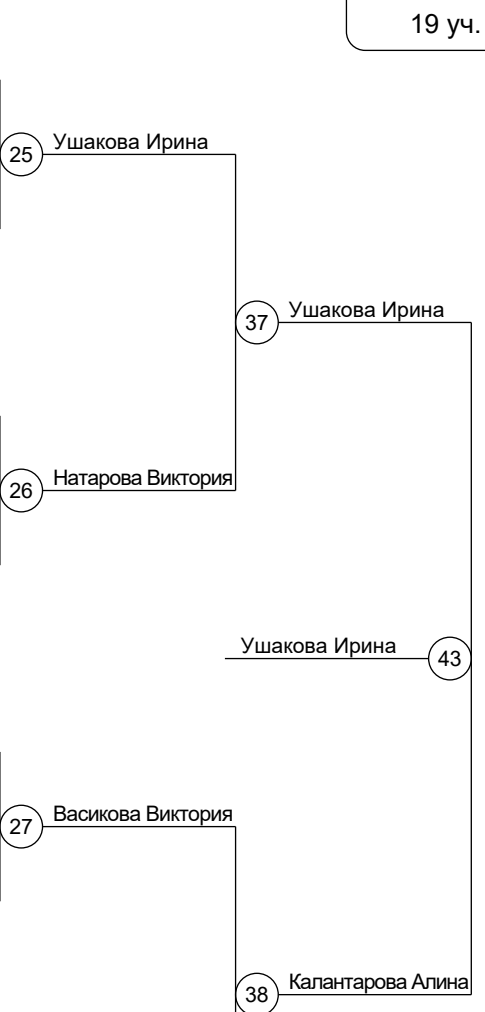 19 уч.
25 Ушакова Ирина
37 Ушакова Ирина
26 Натарова Виктория
Ушакова Ирина 43
27 Васикова Виктория
38 Калантарова Алина